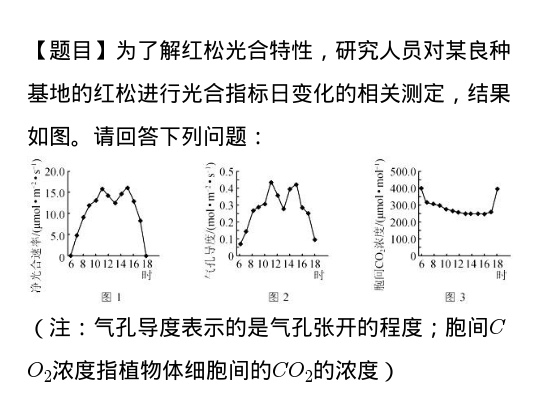 【题目】为了解红松光合特性，研究人员对某良种
基地的红松进行光合指标日变化的相关测定，结果
如图。请回答下列问题：
净光合速率/(μmol·m⁻²·s⁻¹)
20.0
15.0
10.0
5.0
0
6 8 10 12 14 16 18
时
图 1
气孔导度/(mol·m⁻²·s⁻¹)
0.5
0.4
0.3
0.2
0.1
0
6 8 10 12 14 16 18
时
图 2
胞间CO₂浓度/(μmol·mol⁻¹)
500.0
400.0
300.0
200.0
100.0
0
6 8 10 12 14 16 18
时
图 3
（注：气孔导度表示的是气孔张开的程度；胞间C
O₂浓度指植物体细胞间的CO₂的浓度）